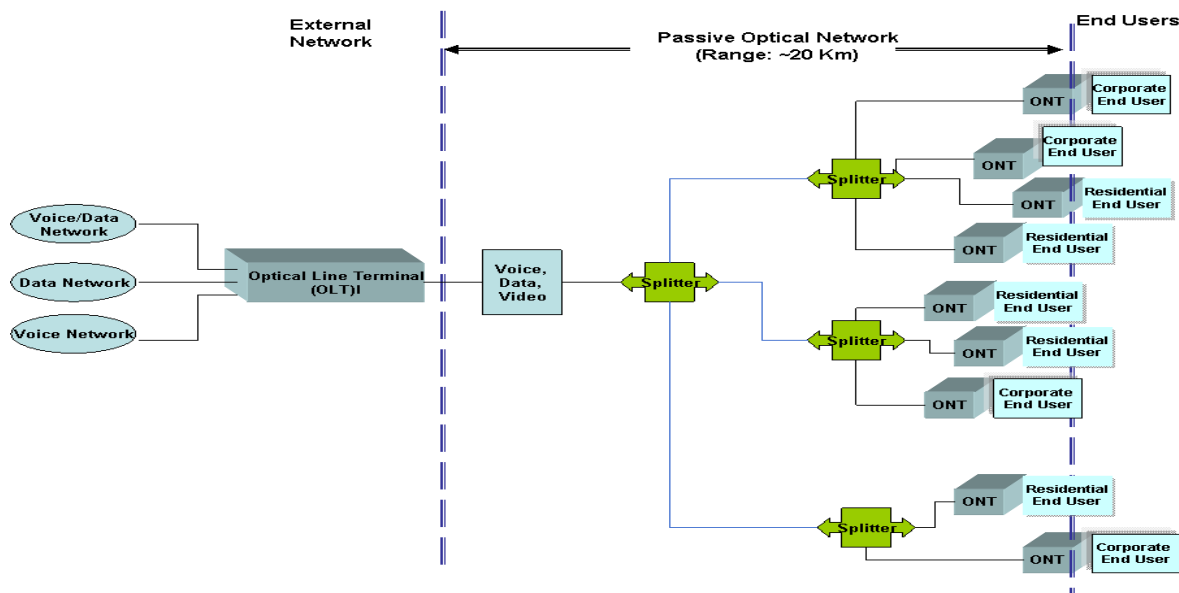 External
Network
Passive Optical Network
(Range: ~20 Km)
End Users
ONT
Corporate
End User
ONT
Corporate
End User
Splitter
ONT
Residential
End User
ONT
Residential
End User
Voice/Data
Network
Data Network
Voice Network
Optical Line Terminal
(OLT)l
Voice,
Data,
Video
Splitter
ONT
Residential
End User
Splitter
ONT
Residential
End User
ONT
Corporate
End User
ONT
Residential
End User
Splitter
ONT
Corporate
End User